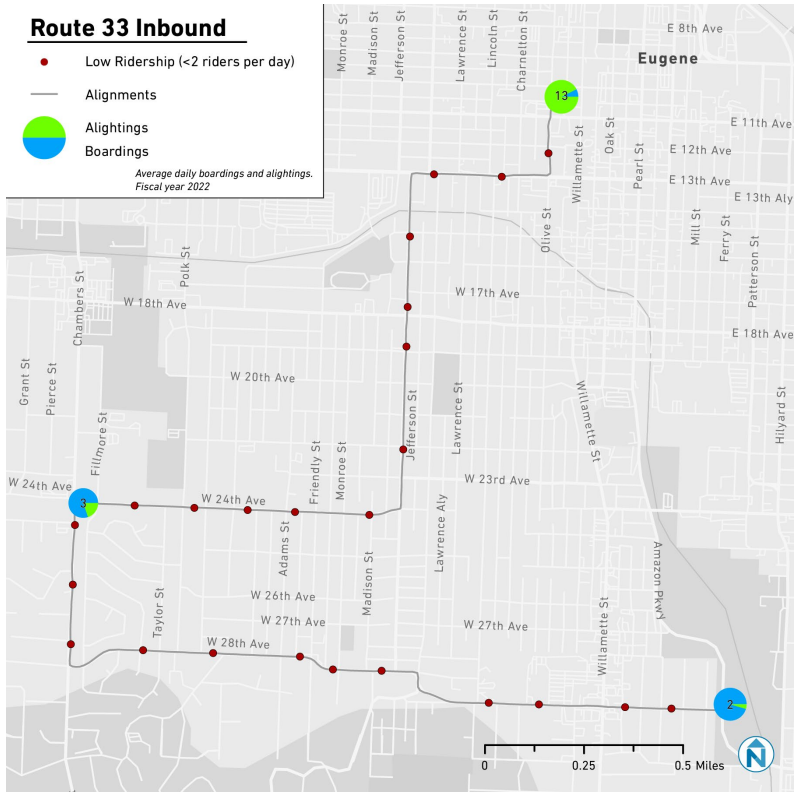 Route 33 Inbound
Low Ridership (<2 riders per day)
Alignments
Alightings
Boardings
Average daily boardings and alightings.
Fiscal year 2022
Monroe St
Madison St
Jefferson St
Lawrence St
Lincoln St
Charnelton St
E 8th Ave
Eugene
13
E 11th Ave
Willamette St
Oak St
Pearl St
E 12th Ave
E 13th Ave
E 13th Aly
Olive St
Mill St
Ferry St
Patterson St
Polk St
Chambers St
W 18th Ave
W 17th Ave
E 18th Ave
Grant St
Pierce St
W 20th Ave
Fillmore St
Jefferson St
Lawrence St
Willamette St
Hilyard St
Friendly St
Monroe St
W 24th Ave
3
W 24th Ave
W 23rd Ave
Adams St
Madison St
Lawrence Aly
Amazon Pkwy
Taylor St
W 26th Ave
W 27th Ave
W 27th Ave
W 28th Ave
Willamette St
2
N
0
0.25
0.5 Miles